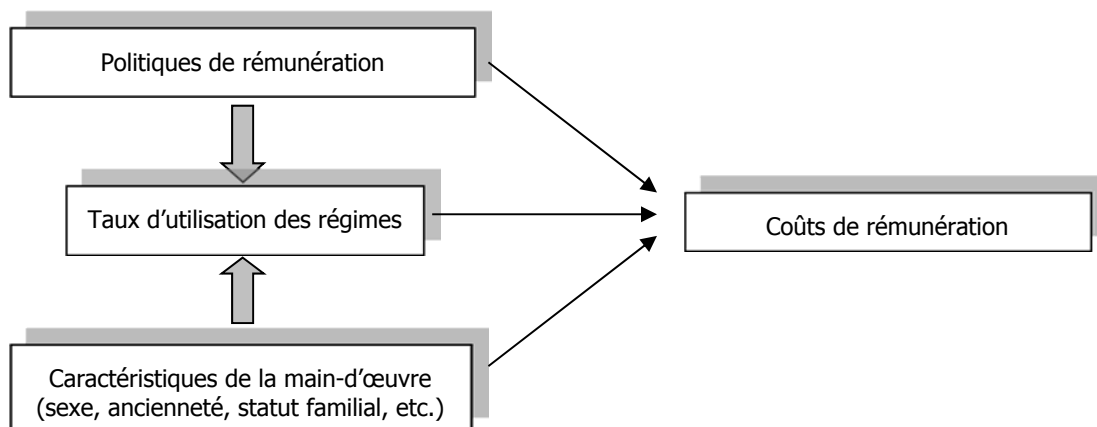 Politiques de rémunération
Taux d’utilisation des régimes
Coûts de rémunération
Caractéristiques de la main-d’œuvre
(sexe, ancienneté, statut familial, etc.)